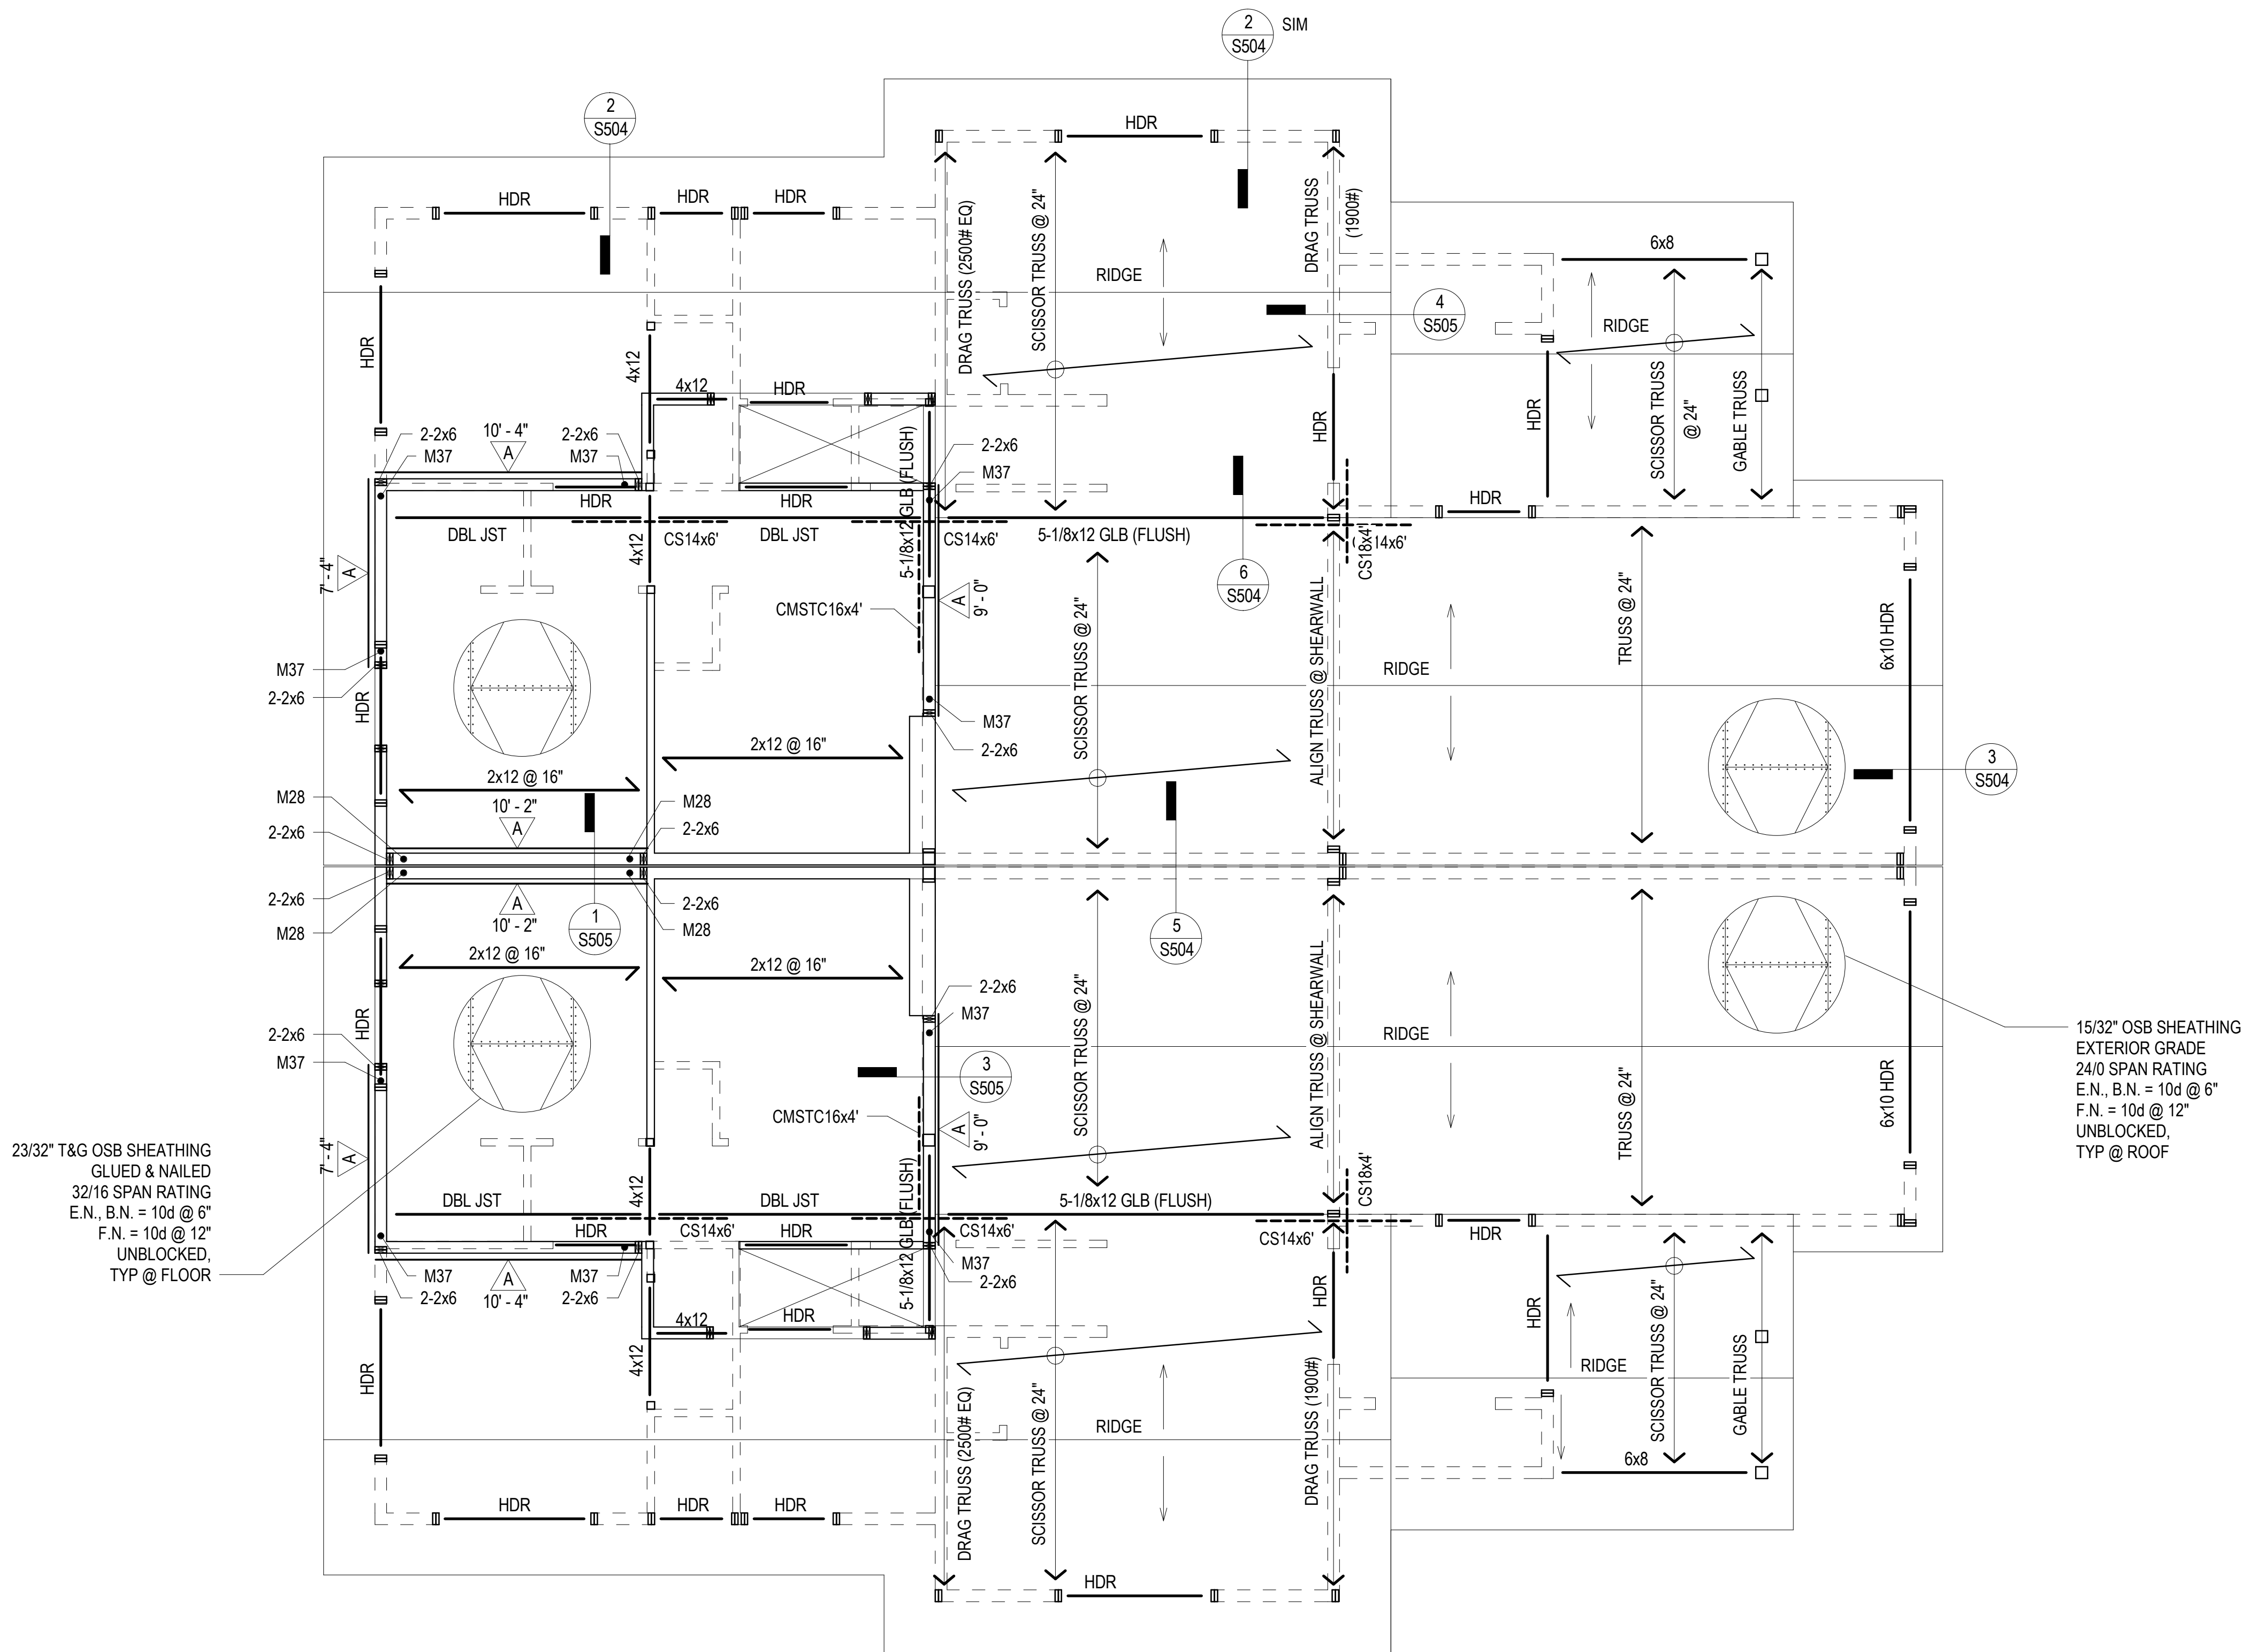 2
S504
SIM
2
S504
HDR
HDR
HDR
HDR
DRAG TRUSS (2500# EQ)
SCISSOR TRUSS @ 24"
DRAG TRUSS
(1900#)
RIDGE
6x8
4
S505
RIDGE
SCISSOR TRUSS
@ 24"
GABLE TRUSS
HDR
4x12
4x12
HDR
HDR
HDR
10' - 4"
A
2-2x6
M37
2-2x6
M37
2-2x6
M37
5-1/8x12 GLB (FLUSH)
HDR
HDR
HDR
DBL JST
4x12
CS14x6'
DBL JST
CS14x6'
5-1/8x12 GLB (FLUSH)
CS18x4'
14x6'
7' - 4"
A
6
S504
CMSTC16x4'
A
9' - 0"
SCISSOR TRUSS @ 24"
ALIGN TRUSS @ SHEARWALL
RIDGE
TRUSS @ 24"
6x10 HDR
M37
2-2x6
HDR
M37
2-2x6
2x12 @ 16"
2x12 @ 16"
3
S504
M28
2-2x6
10' - 2"
A
M28
2-2x6
2-2x6
M28
A
10' - 2"
1
S505
2-2x6
M28
5
S504
2x12 @ 16"
2x12 @ 16"
2-2x6
M37
2-2x6
M37
HDR
SCISSOR TRUSS @ 24"
ALIGN TRUSS @ SHEARWALL
RIDGE
TRUSS @ 24"
6x10 HDR
15/32" OSB SHEATHING
EXTERIOR GRADE
24/0 SPAN RATING
E.N., B.N. = 10d @ 6"
F.N. = 10d @ 12"
UNBLOCKED,
TYP @ ROOF
3
S505
CMSTC16x4'
A
9' - 0"
23/32" T&G OSB SHEATHING
GLUED & NAILED
32/16 SPAN RATING
E.N., B.N. = 10d @ 6"
F.N. = 10d @ 12"
UNBLOCKED,
TYP @ FLOOR
7' - 4"
A
DBL JST
4x12
DBL JST
5-1/8x12 GLB (FLUSH)
CS18x4'
HDR
CS14x6'
HDR
5-1/8x12 GLB (FLUSH)
CS14x6'
CS14x6'
HDR
M37
2-2x6
A
10' - 4"
M37
2-2x6
M37
2-2x6
4x12
4x12
HDR
HDR
HDR
HDR
RIDGE
SCISSOR TRUSS @ 24"
GABLE TRUSS
DRAG TRUSS (2500# EQ)
SCISSOR TRUSS @ 24"
RIDGE
DRAG TRUSS (1900#)
6x8
HDR
HDR
HDR
HDR